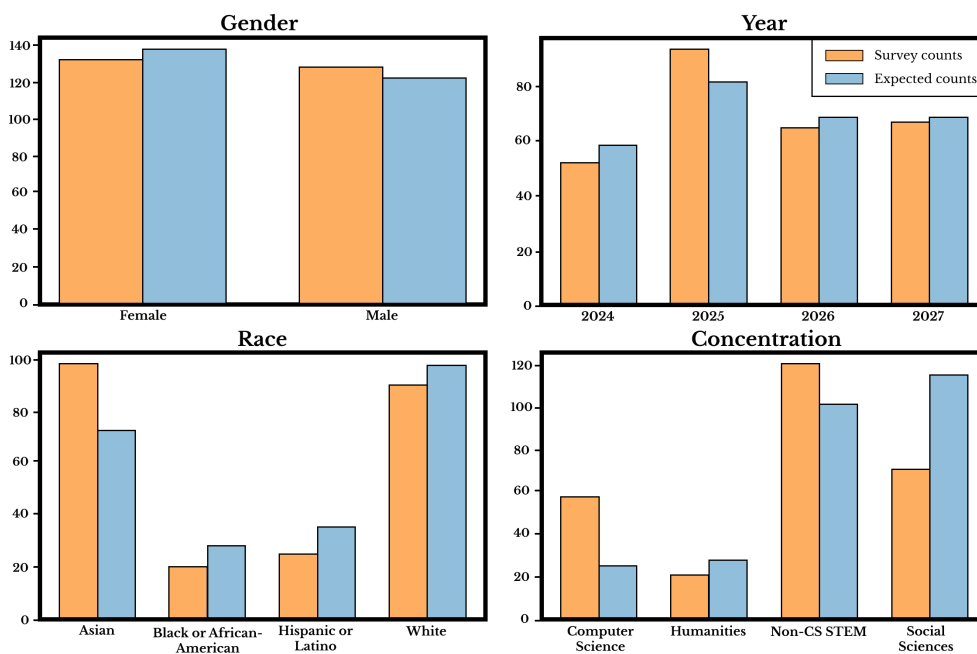 Gender
140
120
100
80
60
40
20
0
Female Male
Year
Survey counts
Expected counts
80
60
40
20
0
2024 2025 2026 2027
Race
100
80
60
40
20
0
Asian Black or African- Hispanic or White
American Latino
Concentration
120
100
80
60
40
20
0
Computer Humanities Non-CS STEM Social
Science Sciences